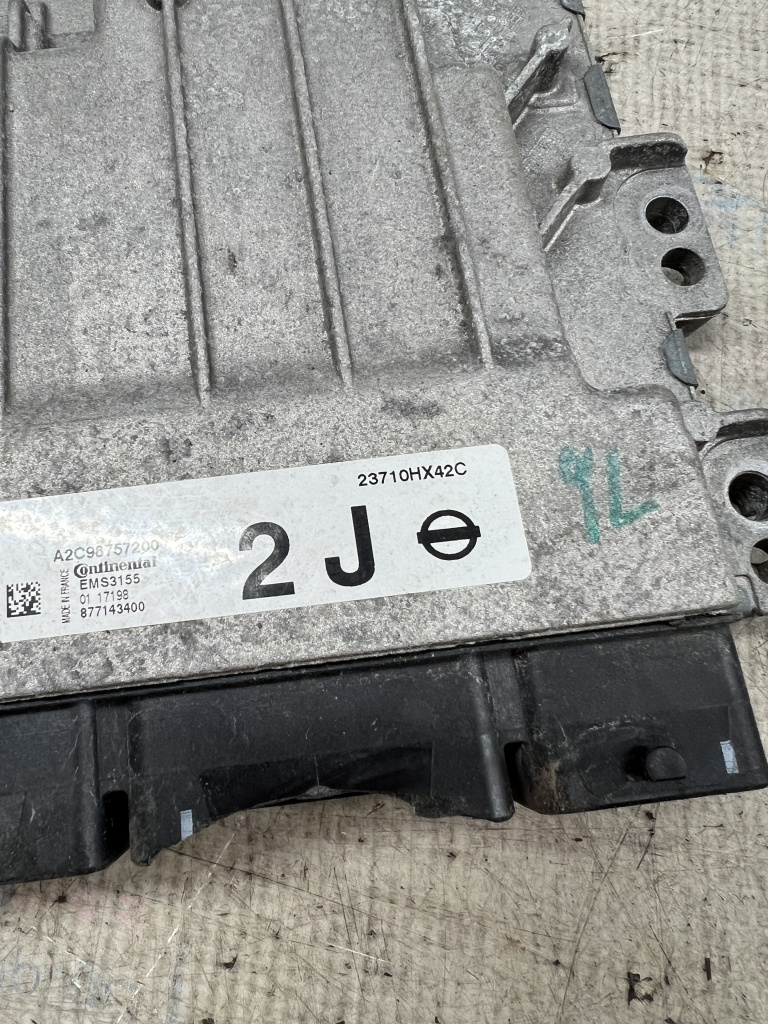 23710HX42C
2J
A2C98757200
Continental
EMS3155
01 17198
877143400
MADE IN FRANCE